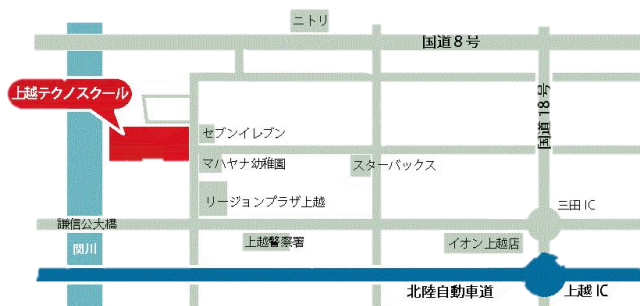 ニトリ
国道8号
上越テクノスクール
国道18号
セブンイレブン
マハヤナ幼稚園
スターバックス
リージョンプラザ上越
三田IC
謙信公大橋
上越警察署
イオン上越店
関川
北陸自動車道
上越IC